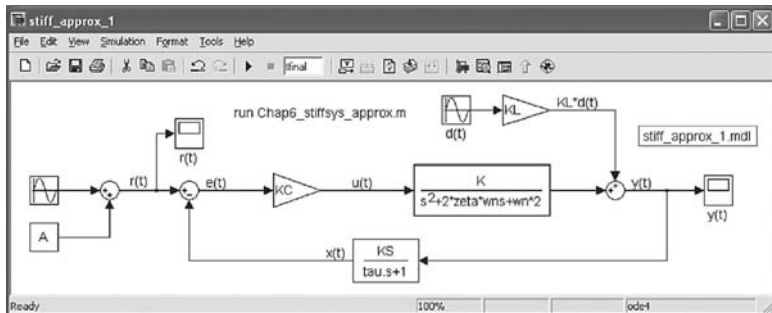 stiff_approx_1
File Edit View Simulation Format Tools Help
tfinal
run Chap6_stiffsys_approx.m
d(t)
KL
KL*d(t)
stiff_approx_1.mdl
r(t)
A
r(t)
e(t)
KC
u(t)
K
s2+2*zeta*wns+wn^2
y(t)
y(t)
x(t)
KS
tau.s+1
Ready 100% ode4